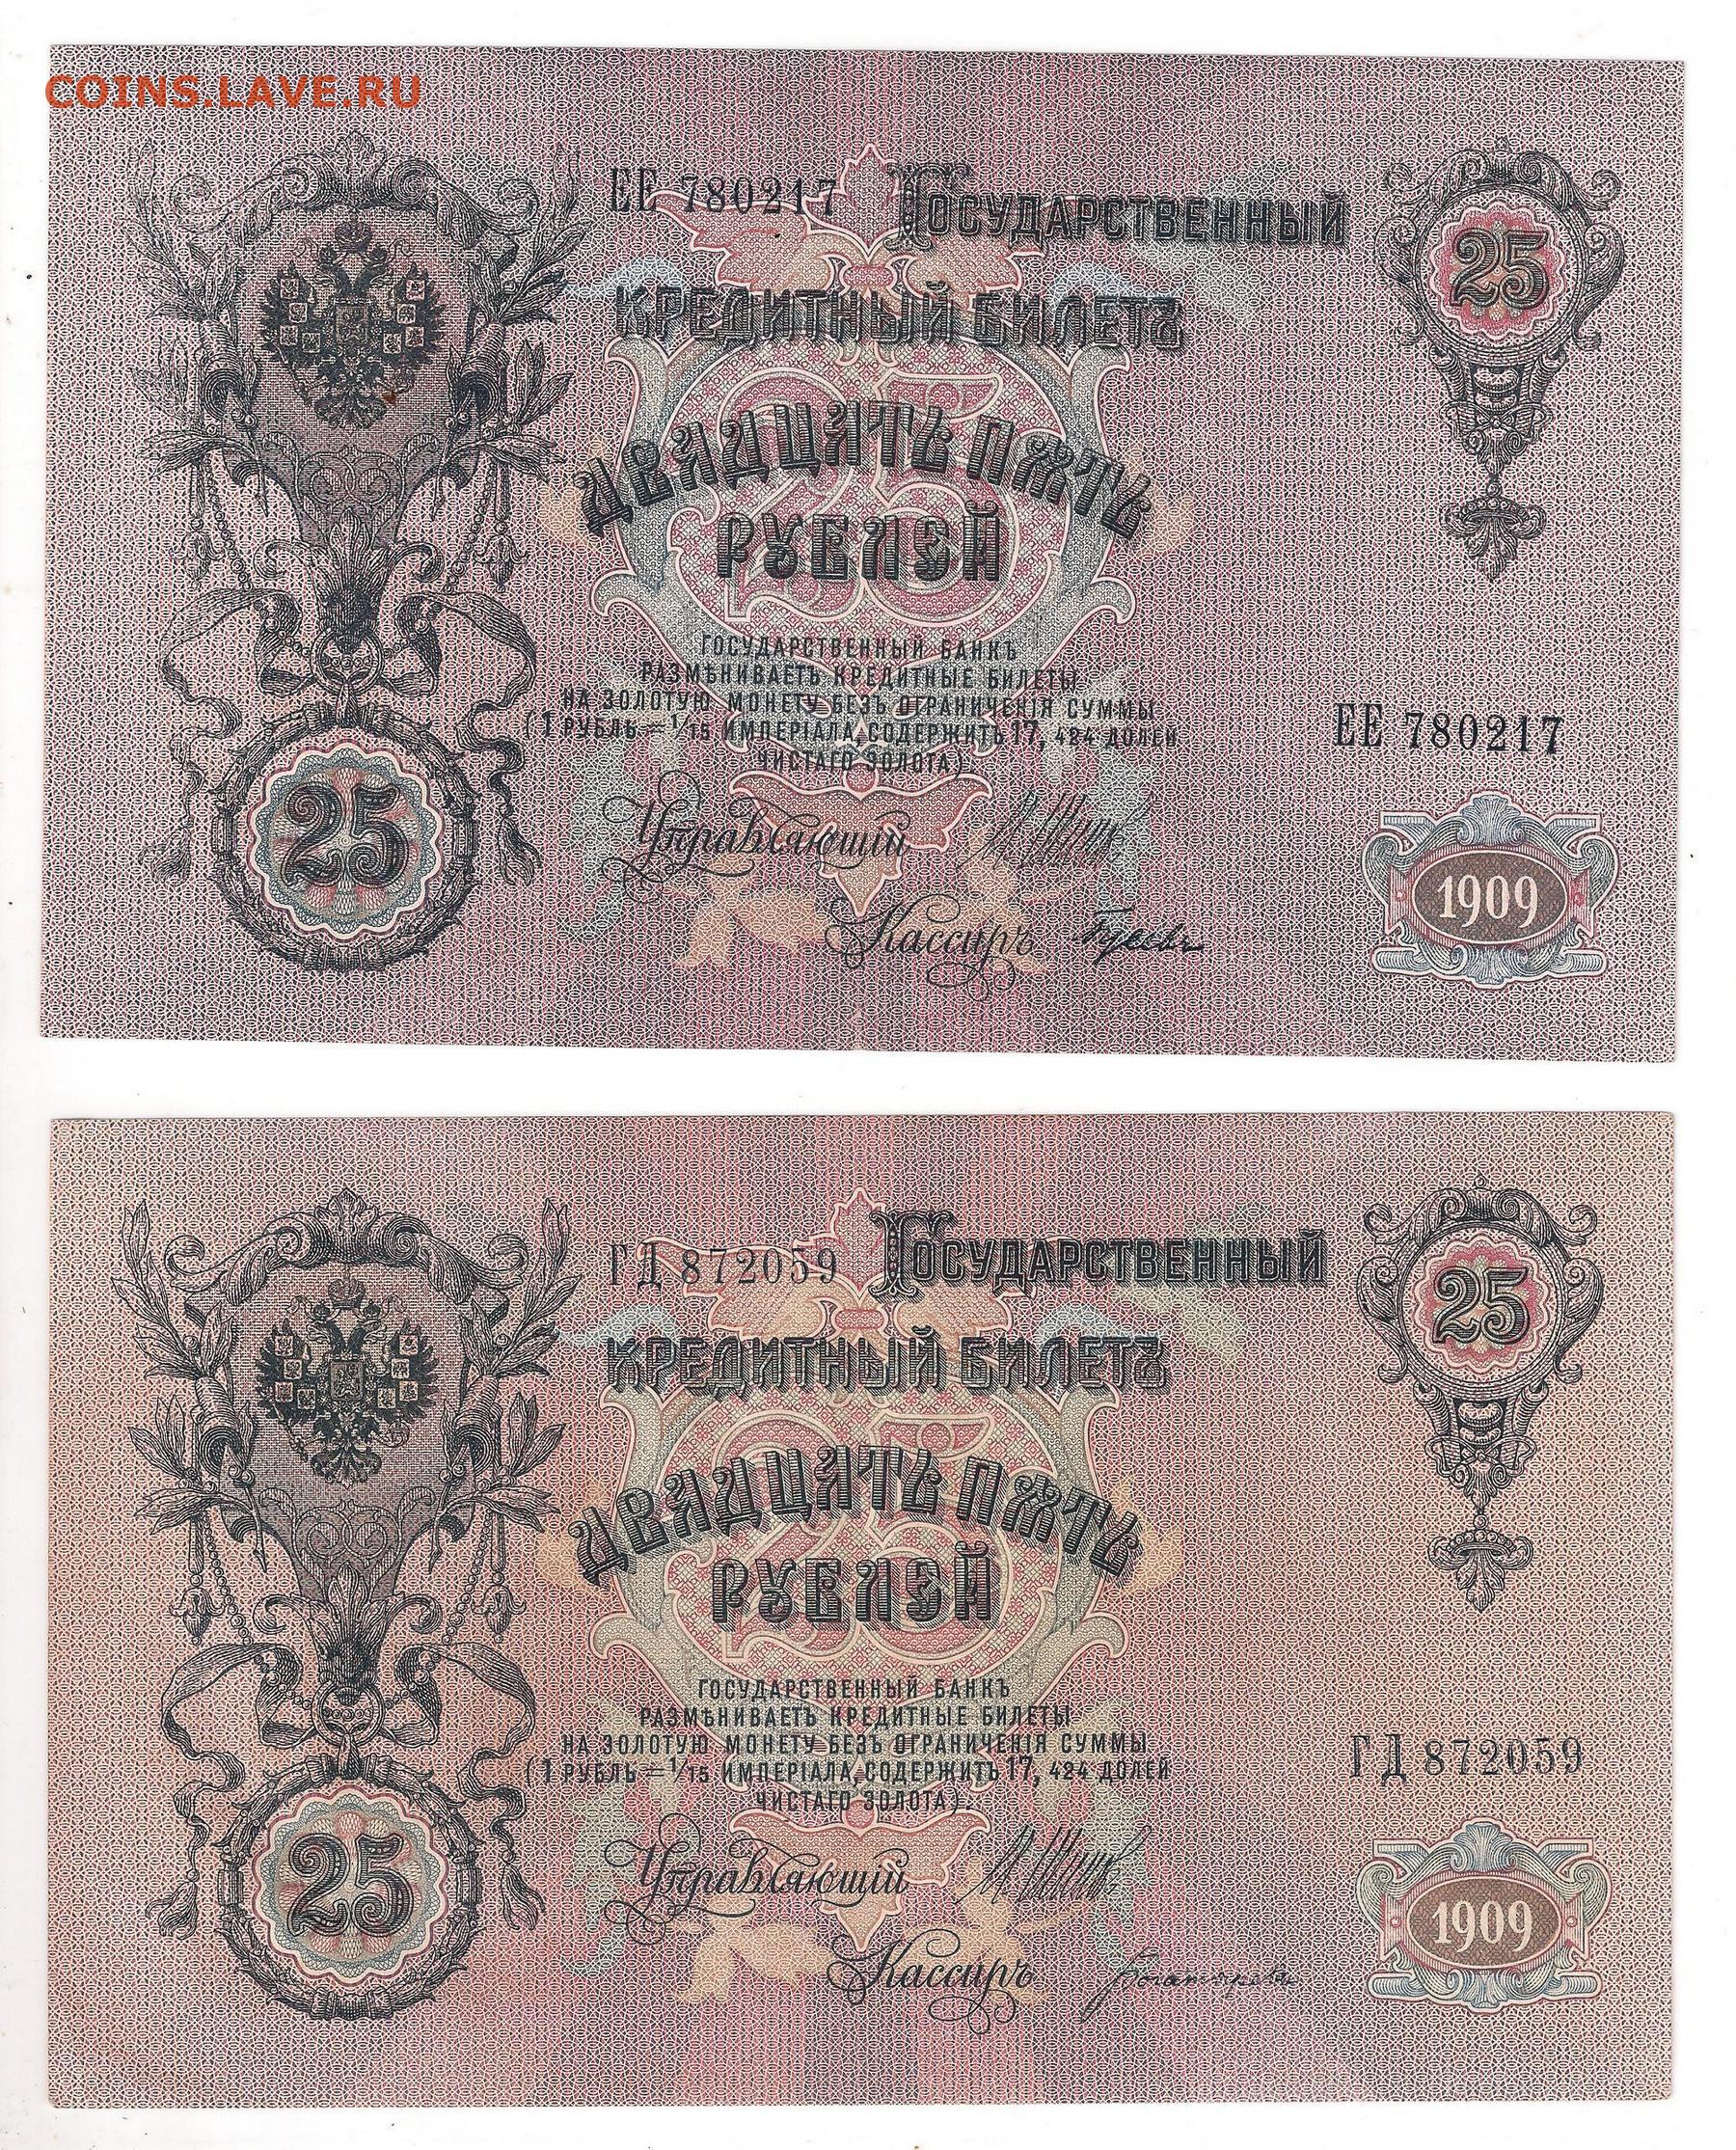 COINS.LAVE.RU
ЕЕ 780217
ГОСУДАРСТВЕННЫЙ
25
КРЕДИТНЫЙ БИЛЕТЪ
25
ДВАДЦАТЬ ПЯТЬ
РУБЛЕЙ
ГОСУДАРСТВЕННЫЙ БАНКЪ
РАЗМѢНИВАЕТЪ КРЕДИТНЫЕ БИЛЕТЫ
НА ЗОЛОТУЮ МОНЕТУ БЕЗЪ ОГРАНИЧЕНІЯ СУММЫ
(1 РУБЛЬ = 1/15 ИМПЕРІАЛА, СОДЕРЖИТЪ 17, 424 ДОЛЕЙ
ЧИСТАГО ЗОЛОТА).
ЕЕ 780217
25
Управляющій
Кассиръ
1909
ГД 872059
ГОСУДАРСТВЕННЫЙ
25
КРЕДИТНЫЙ БИЛЕТЪ
25
ДВАДЦАТЬ ПЯТЬ
РУБЛЕЙ
ГОСУДАРСТВЕННЫЙ БАНКЪ
РАЗМѢНИВАЕТЪ КРЕДИТНЫЕ БИЛЕТЫ
НА ЗОЛОТУЮ МОНЕТУ БЕЗЪ ОГРАНИЧЕНІЯ СУММЫ
(1 РУБЛЬ = 1/15 ИМПЕРІАЛА, СОДЕРЖИТЪ 17, 424 ДОЛЕЙ
ЧИСТАГО ЗОЛОТА).
ГД 872059
25
Управляющій
Кассиръ
1909